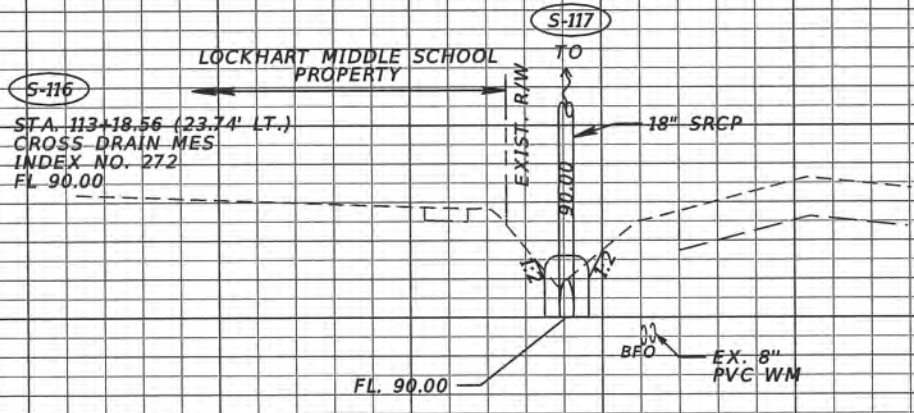 S-117
TO
LOCKHART MIDDLE SCHOOL
PROPERTY
S-116
STA. 113+18.56 (23.74' LT.)
CROSS DRAIN MES
INDEX NO. 272
FL 90.00
EXIST. R/W
18" SRCP
90.00
1:2
1:2
BFO
EX. 8"
PVC WM
FL. 90.00